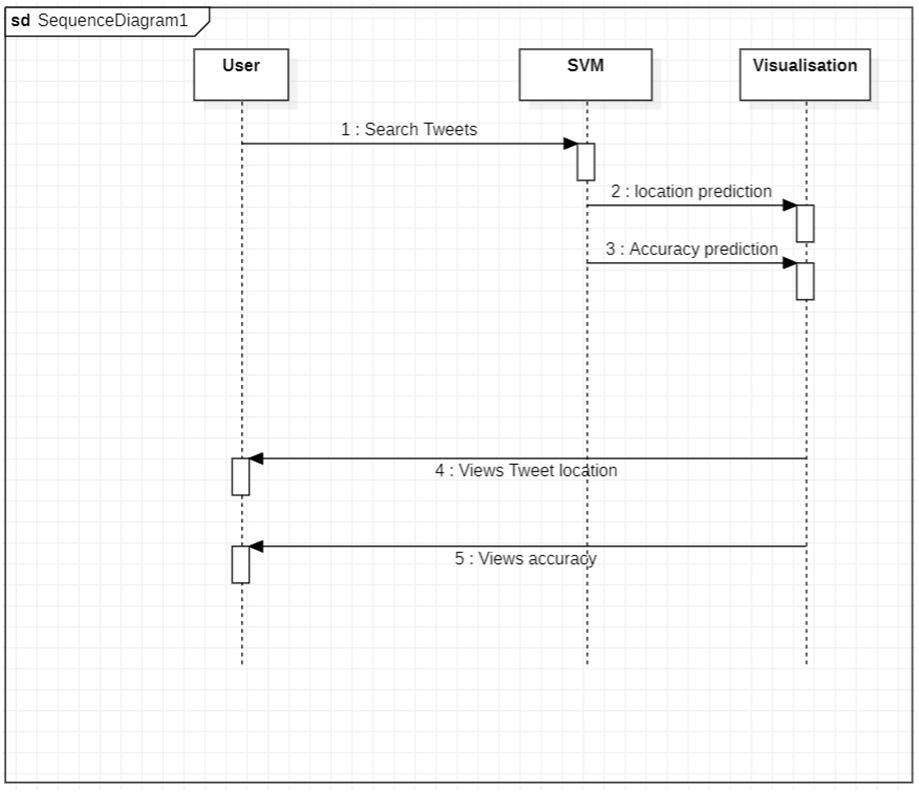 sd SequenceDiagram1
User
SVM
Visualisation
1 : Search Tweets
2 : location prediction
3 : Accuracy prediction
4 : Views Tweet location
5 : Views accuracy